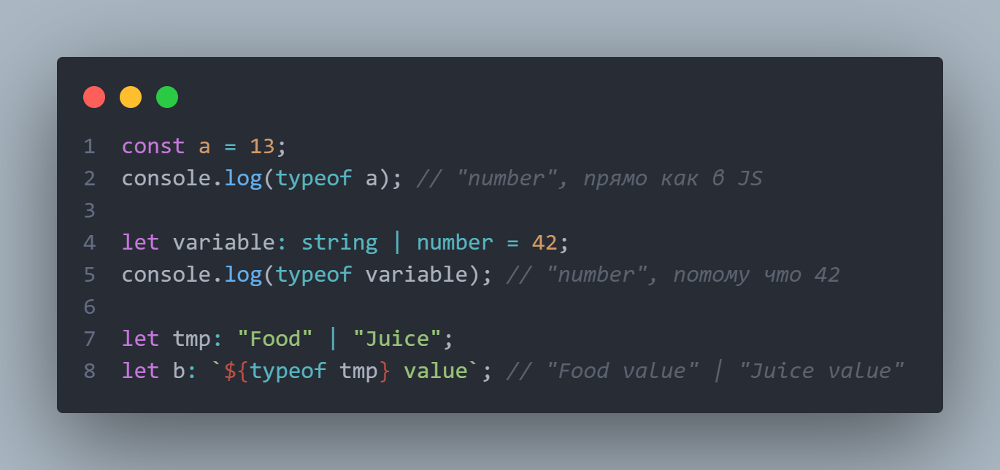 1 const a = 13;
2 console.log(typeof a); // "number", прямо как в JS
3
4 let variable: string | number = 42;
5 console.log(typeof variable); // "number", потому что 42
6
7 let tmp: "Food" | "Juice";
8 let b: `${typeof tmp} value`; // "Food value" | "Juice value"